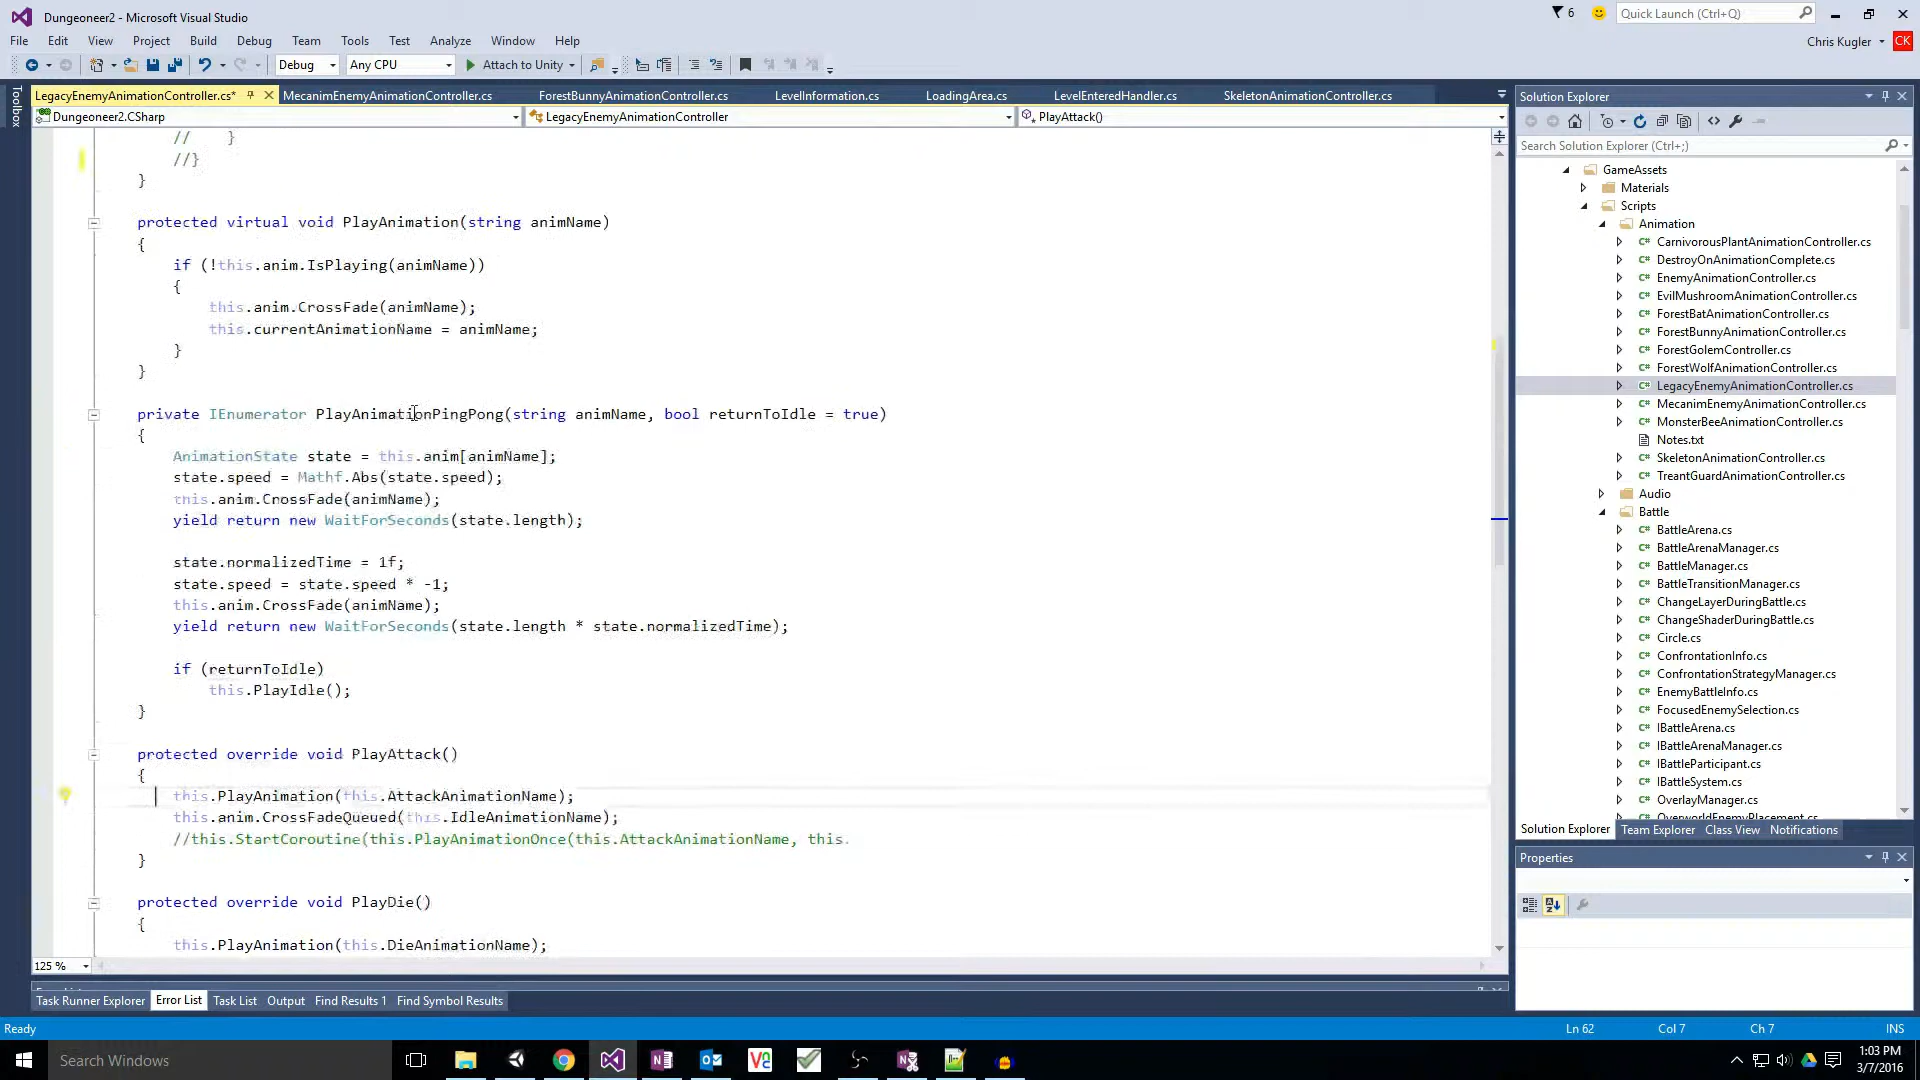 Dungeoneer2 - Microsoft Visual Studio
6
Quick Launch (Ctrl+Q)
File Edit View Project Build Debug Team Tools Test Analyze Window Help
Chris Kugler
CK
Debug
Any CPU
Attach to Unity
Toolbox
LegacyEnemyAnimationController.cs*
MecanimEnemyAnimationController.cs
ForestBunnyAnimationController.cs
LevelInformation.cs
LoadingArea.cs
LevelEnteredHandler.cs
SkeletonAnimationController.cs
Dungeoneer2.CSharp
LegacyEnemyAnimationController
PlayAttack()
//    }
//}
}
protected virtual void PlayAnimation(string animName)
{
if (!this.anim.IsPlaying(animName))
{
this.anim.CrossFade(animName);
this.currentAnimationName = animName;
}
}
private IEnumerator PlayAnimationPingPong(string animName, bool returnToIdle = true)
{
AnimationState state = this.anim[animName];
state.speed = Mathf.Abs(state.speed);
this.anim.CrossFade(animName);
yield return new WaitForSeconds(state.length);
state.normalizedTime = 1f;
state.speed = state.speed * -1;
this.anim.CrossFade(animName);
yield return new WaitForSeconds(state.length * state.normalizedTime);
if (returnToIdle)
this.PlayIdle();
}
protected override void PlayAttack()
{
this.PlayAnimation(this.AttackAnimationName);
this.anim.CrossFadeQueued(this.IdleAnimationName);
//this.StartCoroutine(this.PlayAnimationOnce(this.AttackAnimationName, this.
}
protected override void PlayDie()
{
this.PlayAnimation(this.DieAnimationName);
125 %
Task Runner Explorer
Error List
Task List
Output
Find Results 1
Find Symbol Results
Solution Explorer
Search Solution Explorer (Ctrl+;)
GameAssets
Materials
Scripts
Animation
CarnivorousPlantAnimationController.cs
DestroyOnAnimationComplete.cs
EnemyAnimationController.cs
EvilMushroomAnimationController.cs
ForestBatAnimationController.cs
ForestBunnyAnimationController.cs
ForestGolemController.cs
ForestWolfAnimationController.cs
LegacyEnemyAnimationController.cs
MecanimEnemyAnimationController.cs
MonsterBeeAnimationController.cs
Notes.txt
SkeletonAnimationController.cs
TreantGuardAnimationController.cs
Audio
Battle
BattleArena.cs
BattleArenaManager.cs
BattleManager.cs
BattleTransitionManager.cs
ChangeLayerDuringBattle.cs
ChangeShaderDuringBattle.cs
Circle.cs
ConfrontationInfo.cs
ConfrontationStrategyManager.cs
EnemyBattleInfo.cs
FocusedEnemySelection.cs
IBattleArena.cs
IBattleArenaManager.cs
IBattleParticipant.cs
IBattleSystem.cs
OverlayManager.cs
OverworldEnemyPlacement.cs
Solution Explorer
Team Explorer
Class View
Notifications
Properties
Ready
Ln 62
Col 7
Ch 7
INS
Search Windows
1:03 PM
3/7/2016